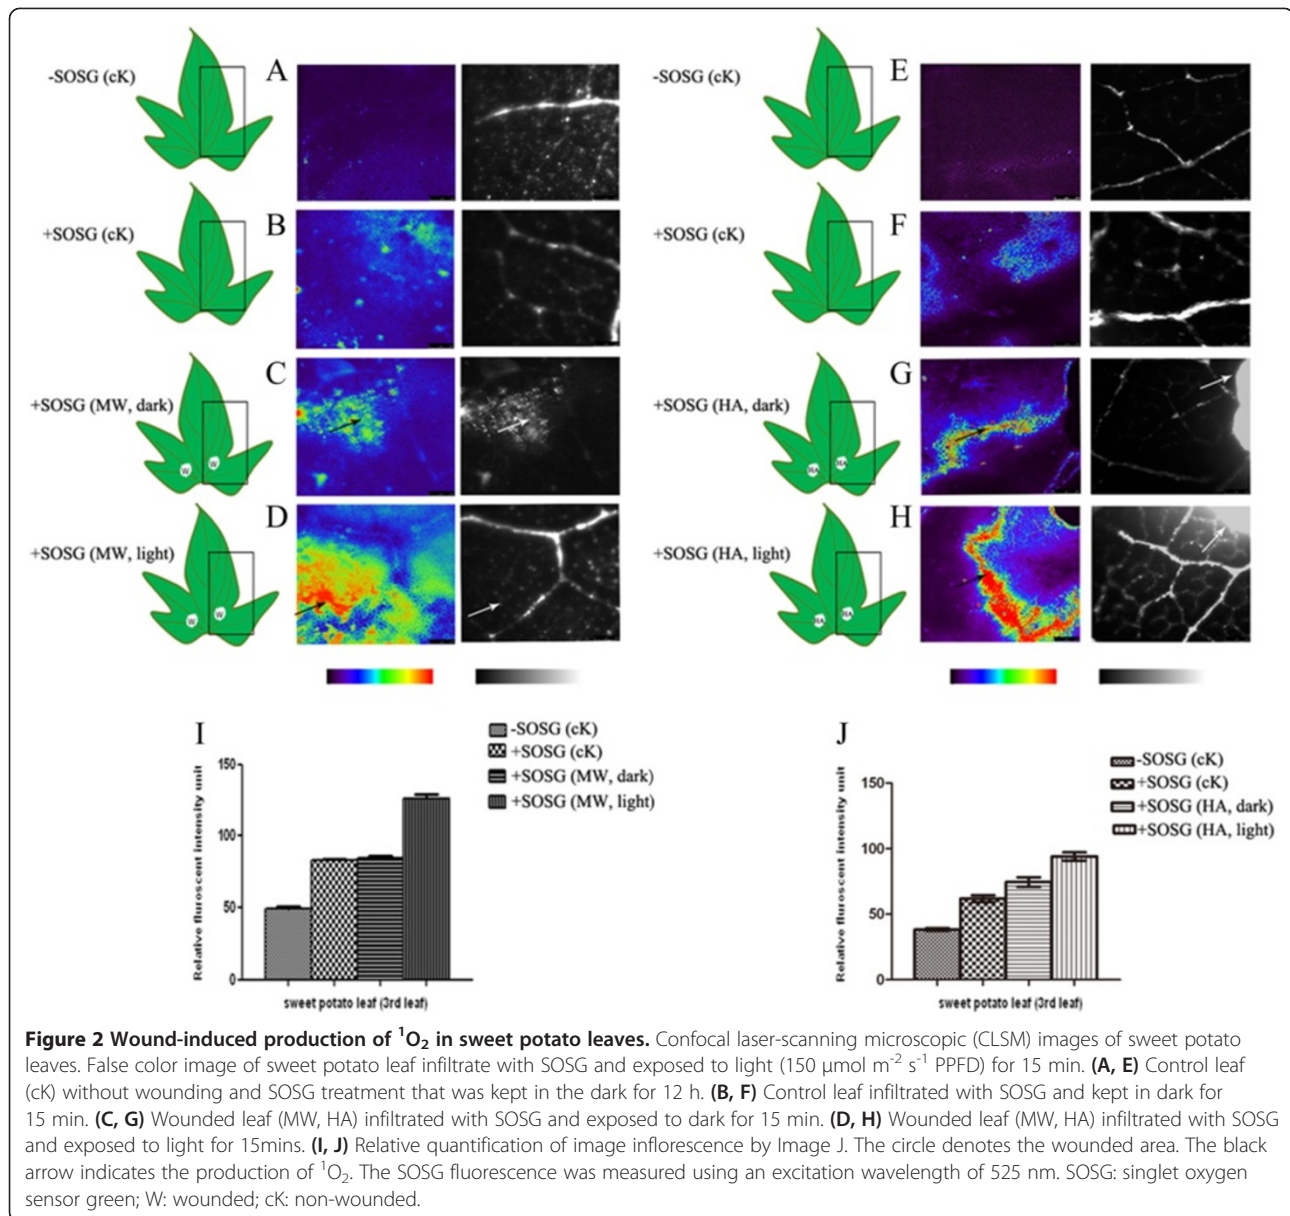 -SOSG (cK)
A
+SOSG (cK)
B
+SOSG (MW, dark)
C
W
W
+SOSG (MW, light)
D
W
W
-SOSG (cK)
E
+SOSG (cK)
F
+SOSG (HA, dark)
G
HA
HA
+SOSG (HA, light)
H
HA
HA
I
-SOSG (cK)
+SOSG (cK)
+SOSG (MW, dark)
+SOSG (MW, light)
Relative fluroscent intensity unit
150
100
50
0
sweet potato leaf (3rd leaf)
J
-SOSG (cK)
+SOSG (cK)
+SOSG (HA, dark)
+SOSG (HA, light)
Relative fluroscent intensity unit
150
100
50
0
sweet potato leaf (3rd leaf)
Figure 2 Wound-induced production of ¹O₂ in sweet potato leaves. Confocal laser-scanning microscopic (CLSM) images of sweet potato
leaves. False color image of sweet potato leaf infiltrate with SOSG and exposed to light (150 μmol m⁻² s⁻¹ PPFD) for 15 min. (A, E) Control leaf
(cK) without wounding and SOSG treatment that was kept in the dark for 12 h. (B, F) Control leaf infiltrated with SOSG and kept in dark for
15 min. (C, G) Wounded leaf (MW, HA) infiltrated with SOSG and exposed to dark for 15 min. (D, H) Wounded leaf (MW, HA) infiltrated with SOSG
and exposed to light for 15mins. (I, J) Relative quantification of image inflorescence by Image J. The circle denotes the wounded area. The black
arrow indicates the production of ¹O₂. The SOSG fluorescence was measured using an excitation wavelength of 525 nm. SOSG: singlet oxygen
sensor green; W: wounded; cK: non-wounded.